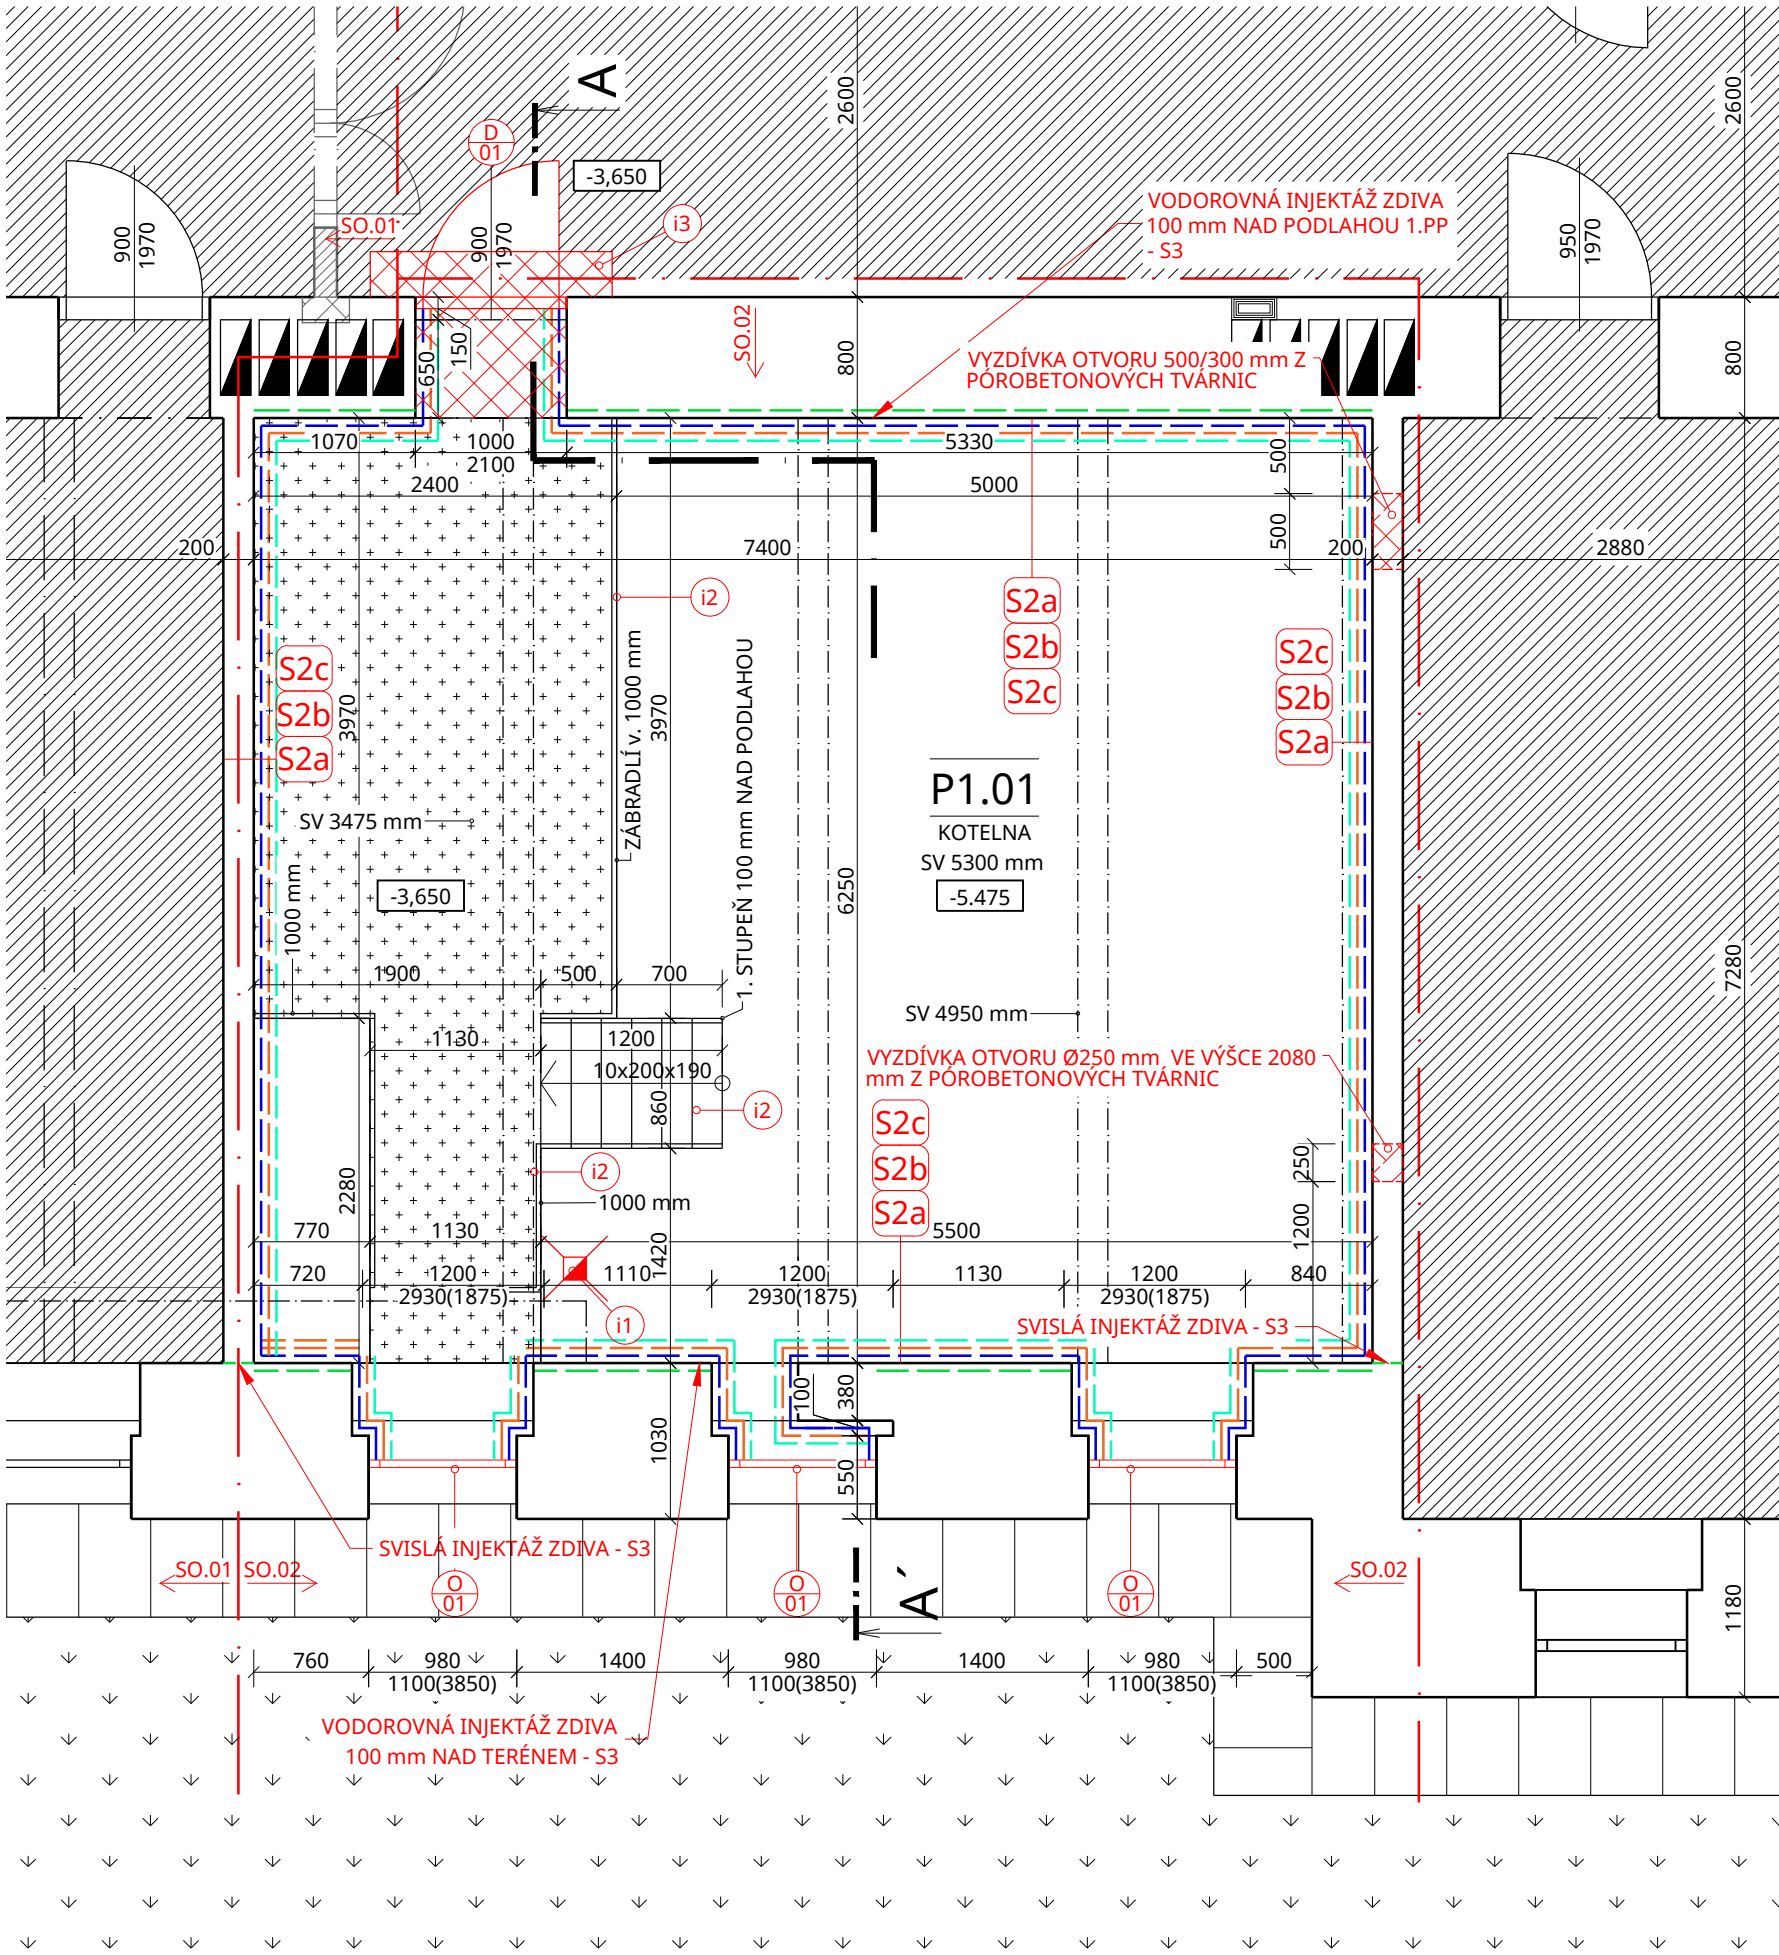 A
2600
2600
D
01
-3,650
900
1970
SO.01
900
1970
i3
VODOROVNÁ INJEKTÁŽ ZDIVA
100 mm NAD PODLAHOU 1.PP
- S3
950
1970
650
150
SO.02
800
VYZDÍVKA OTVORU 500/300 mm Z
PÓROBETONOVÝCH TVÁRNIC
800
1070
1000
2100
5330
500
2400
5000
200
7400
500
200
2880
i2
S2a
S2b
S2c
S2c
S2b
S2a
S2c
S2b
S2a
3970
ZÁBRADLÍ v. 1000 mm
3970
1. STUPEŇ 100 mm NAD PODLAHOU
P1.01
KOTELNA
SV 5300 mm
-5.475
SV 3475 mm
-3,650
1000 mm
6250
7280
1900
500
700
SV 4950 mm
1130
1200
10x200x190
860
i2
VYZDÍVKA OTVORU Ø250 mm  VE VÝŠCE 2080
mm Z PÓROBETONOVÝCH TVÁRNIC
S2c
S2b
S2a
i2
1000 mm
2280
250
1200
770
1130
1420
5500
720
1200
2930(1875)
1110
1200
2930(1875)
1130
1200
2930(1875)
840
i1
SVISLÁ INJEKTÁŽ ZDIVA - S3
100
380
1030
550
SVISLÁ INJEKTÁŽ ZDIVA - S3
SO.01
SO.02
O
01
O
01
A´
O
01
SO.02
1180
760
980
1100(3850)
1400
980
1100(3850)
1400
980
1100(3850)
500
VODOROVNÁ INJEKTÁŽ ZDIVA
100 mm NAD TERÉNEM - S3